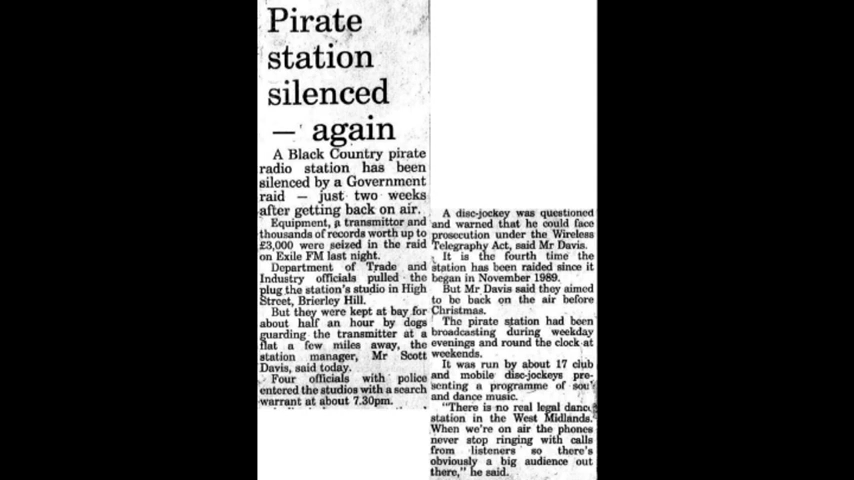 Pirate
station
silenced
– again
A Black Country pirate
radio station has been
silenced by a Government
raid – just two weeks
after getting back on air.
Equipment, a transmittor and
thousands of records worth up to
£3,000 were seized in the raid
on Exile FM last night.
Department of Trade and
Industry officials pulled the
plug the station's studio in High
Street, Brierley Hill.
But they were kept at bay for
about half an hour by dogs
guarding the transmitter at a
flat a few miles away, the
station manager, Mr Scott
Davis, said today.
Four officials with police
entered the studios with a search
warrant at about 7.30pm.
A disc-jockey was questioned
and warned that he could face
prosecution under the Wireless
Telegraphy Act, said Mr Davis.
It is the fourth time the
station has been raided since it
began in November 1989.
But Mr Davis said they aimed
to be back on the air before
Christmas.
The pirate station had been
broadcasting during weekday
evenings and round the clock at
weekends.
It was run by about 17 club
and mobile disc-jockeys pre-
senting a programme of soul
and dance music.
"There is no real legal dance
station in the West Midlands.
When we're on air the phones
never stop ringing with calls
from listeners so there's
obviously a big audience out
there," he said.